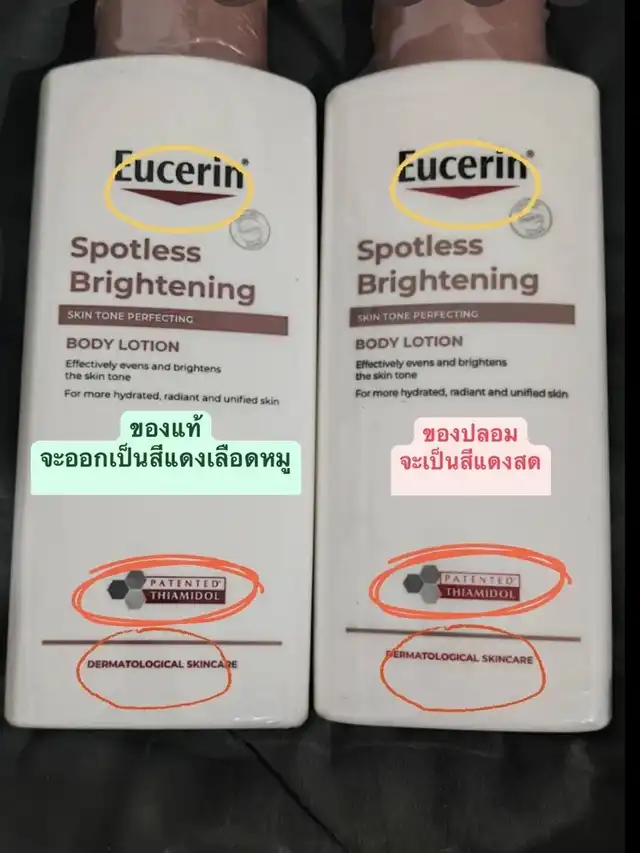 Eucerin®
Spotless
Brightening
SKIN TONE PERFECTING
BODY LOTION
Effectively evens and brightens
the skin tone
For more hydrated, radiant and unified skin
ของแท้
จะออกเป็นสีแดงเลือดหมู
PATENTED
THIAMIDOL
DERMATOLOGICAL SKINCARE
Eucerin®
Spotless
Brightening
SKIN TONE PERFECTING
BODY LOTION
Effectively evens and brightens
the skin tone
For more hydrated, radiant and unified skin
ของปลอม
จะเป็นสีแดงสด
PATENTED
THIAMIDOL
DERMATOLOGICAL SKINCARE